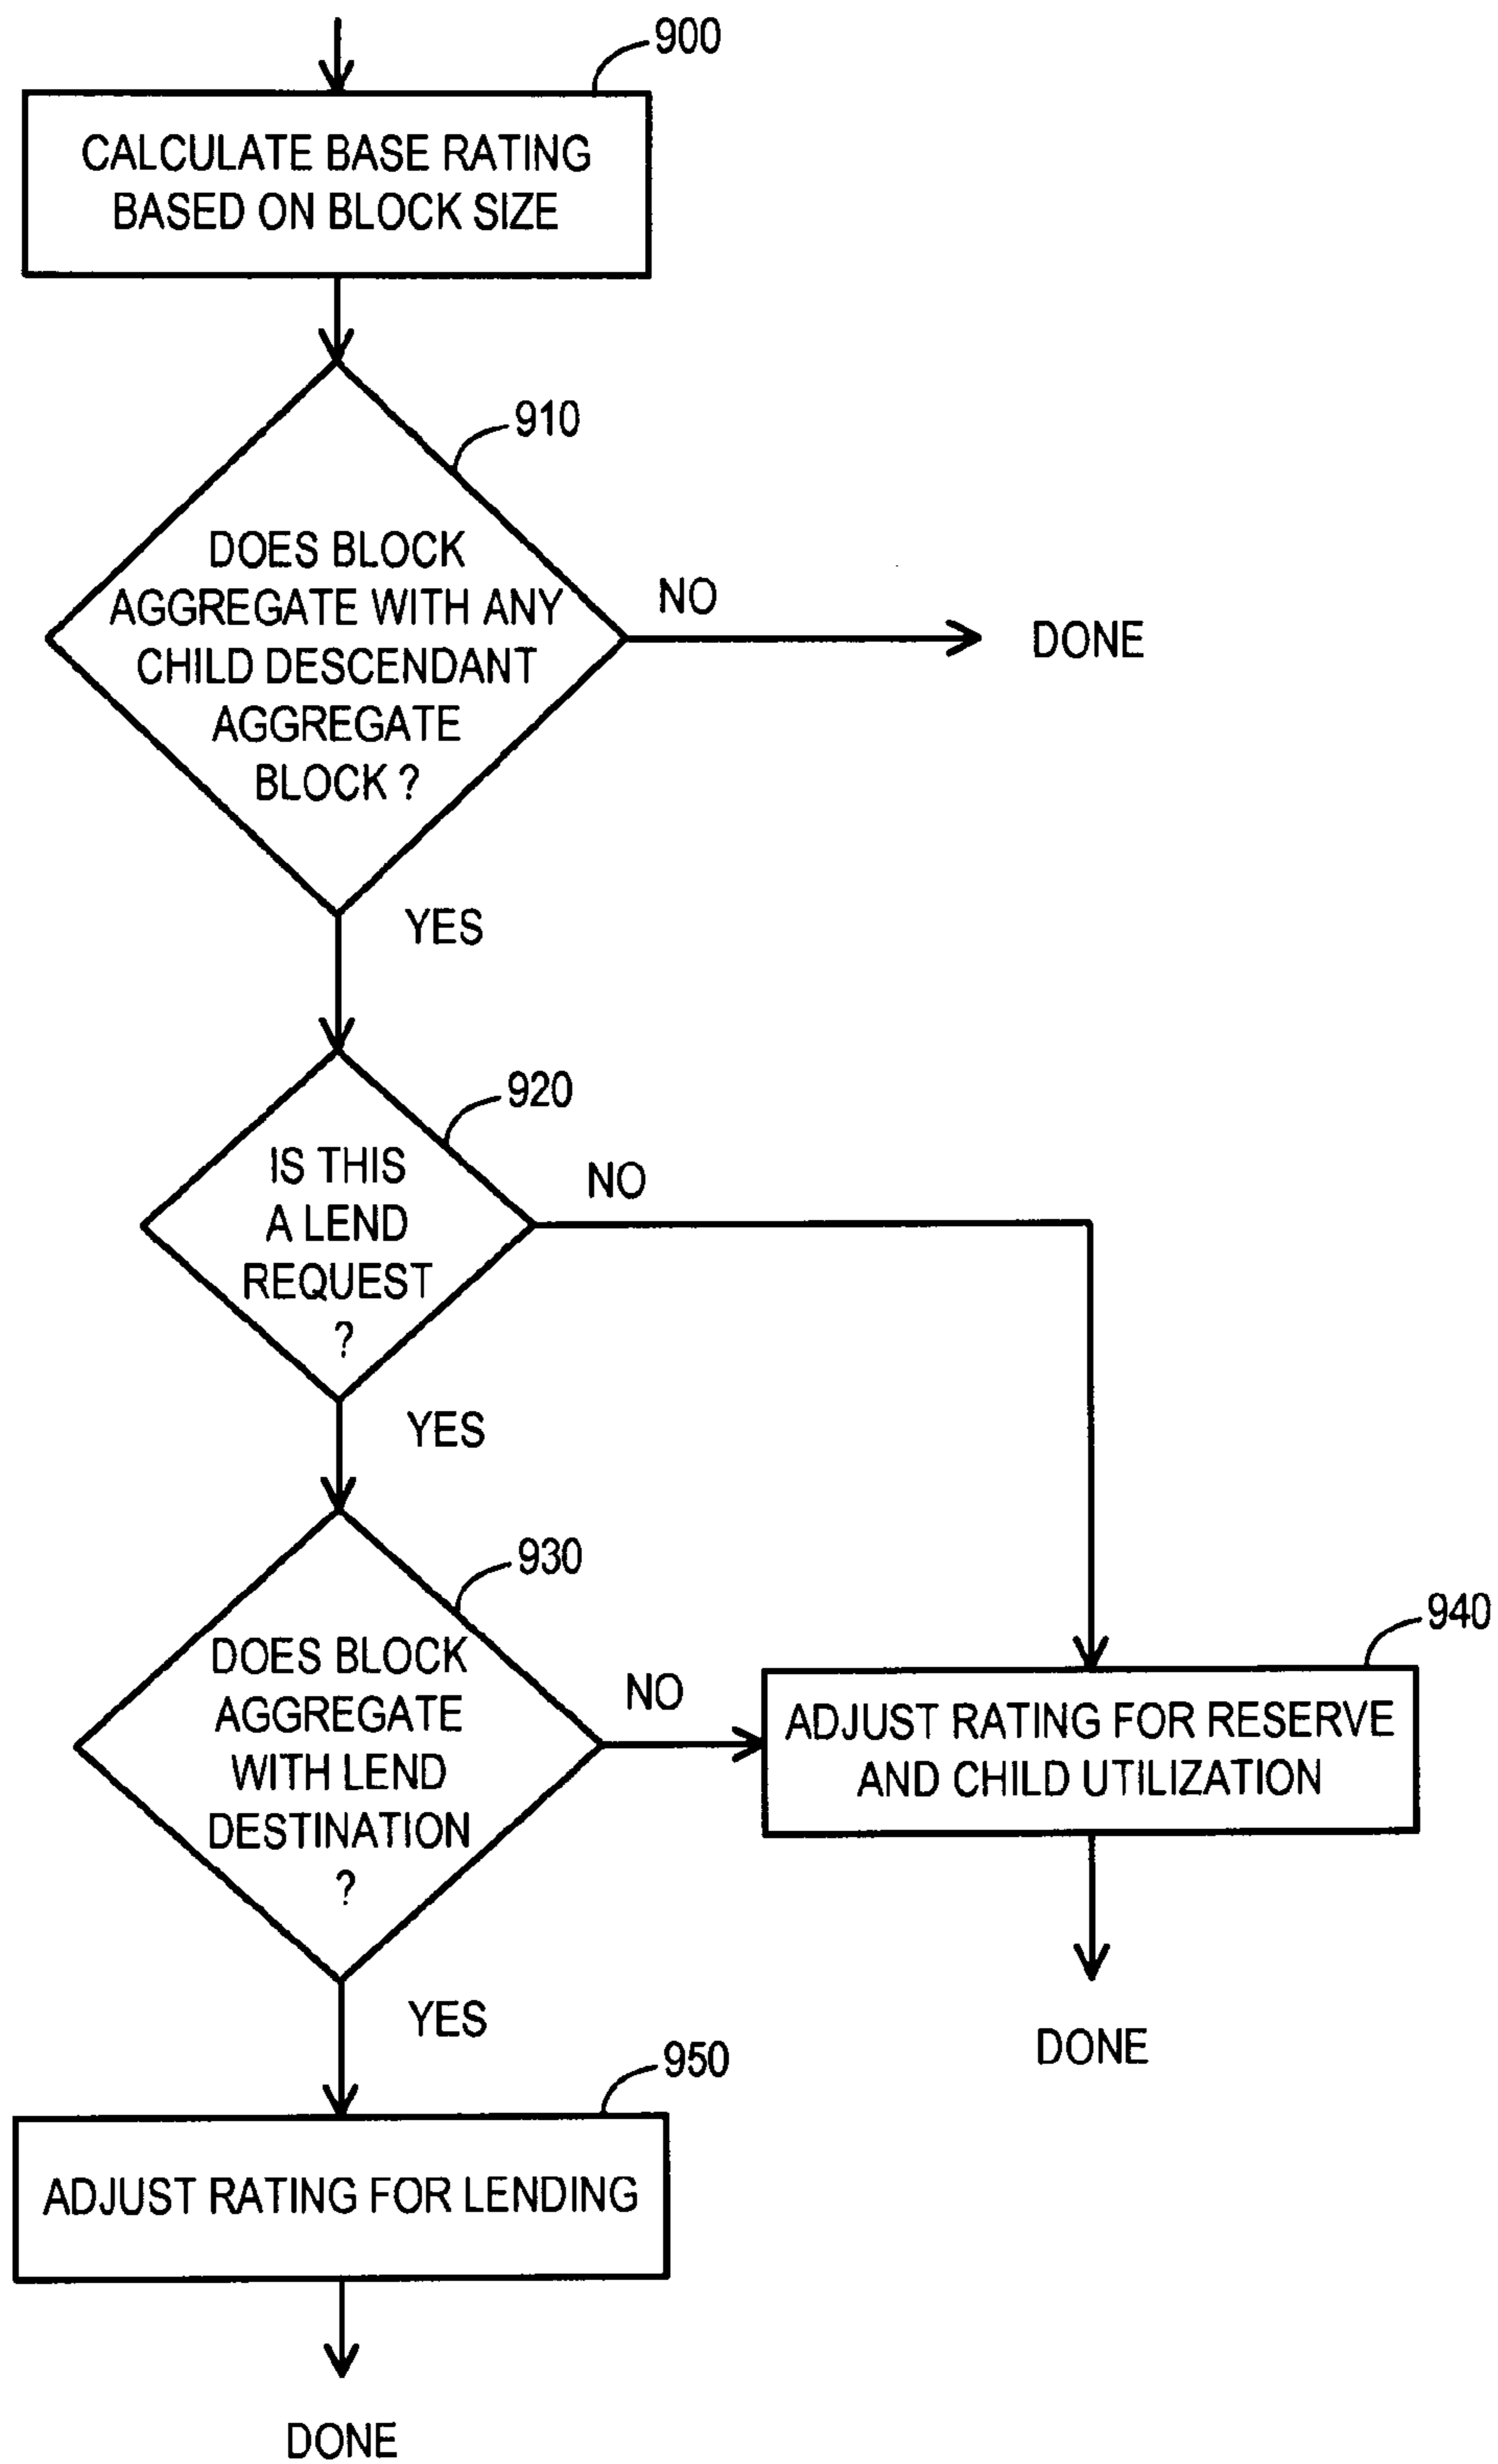 900
CALCULATE BASE RATING
BASED ON BLOCK SIZE
910
DOES BLOCK
AGGREGATE WITH ANY
CHILD DESCENDANT
AGGREGATE
BLOCK ?
NO
DONE
YES
920
IS THIS
A LEND
REQUEST
?
NO
YES
930
DOES BLOCK
AGGREGATE
WITH LEND
DESTINATION
?
NO
940
ADJUST RATING FOR RESERVE
AND CHILD UTILIZATION
DONE
YES
950
ADJUST RATING FOR LENDING
DONE